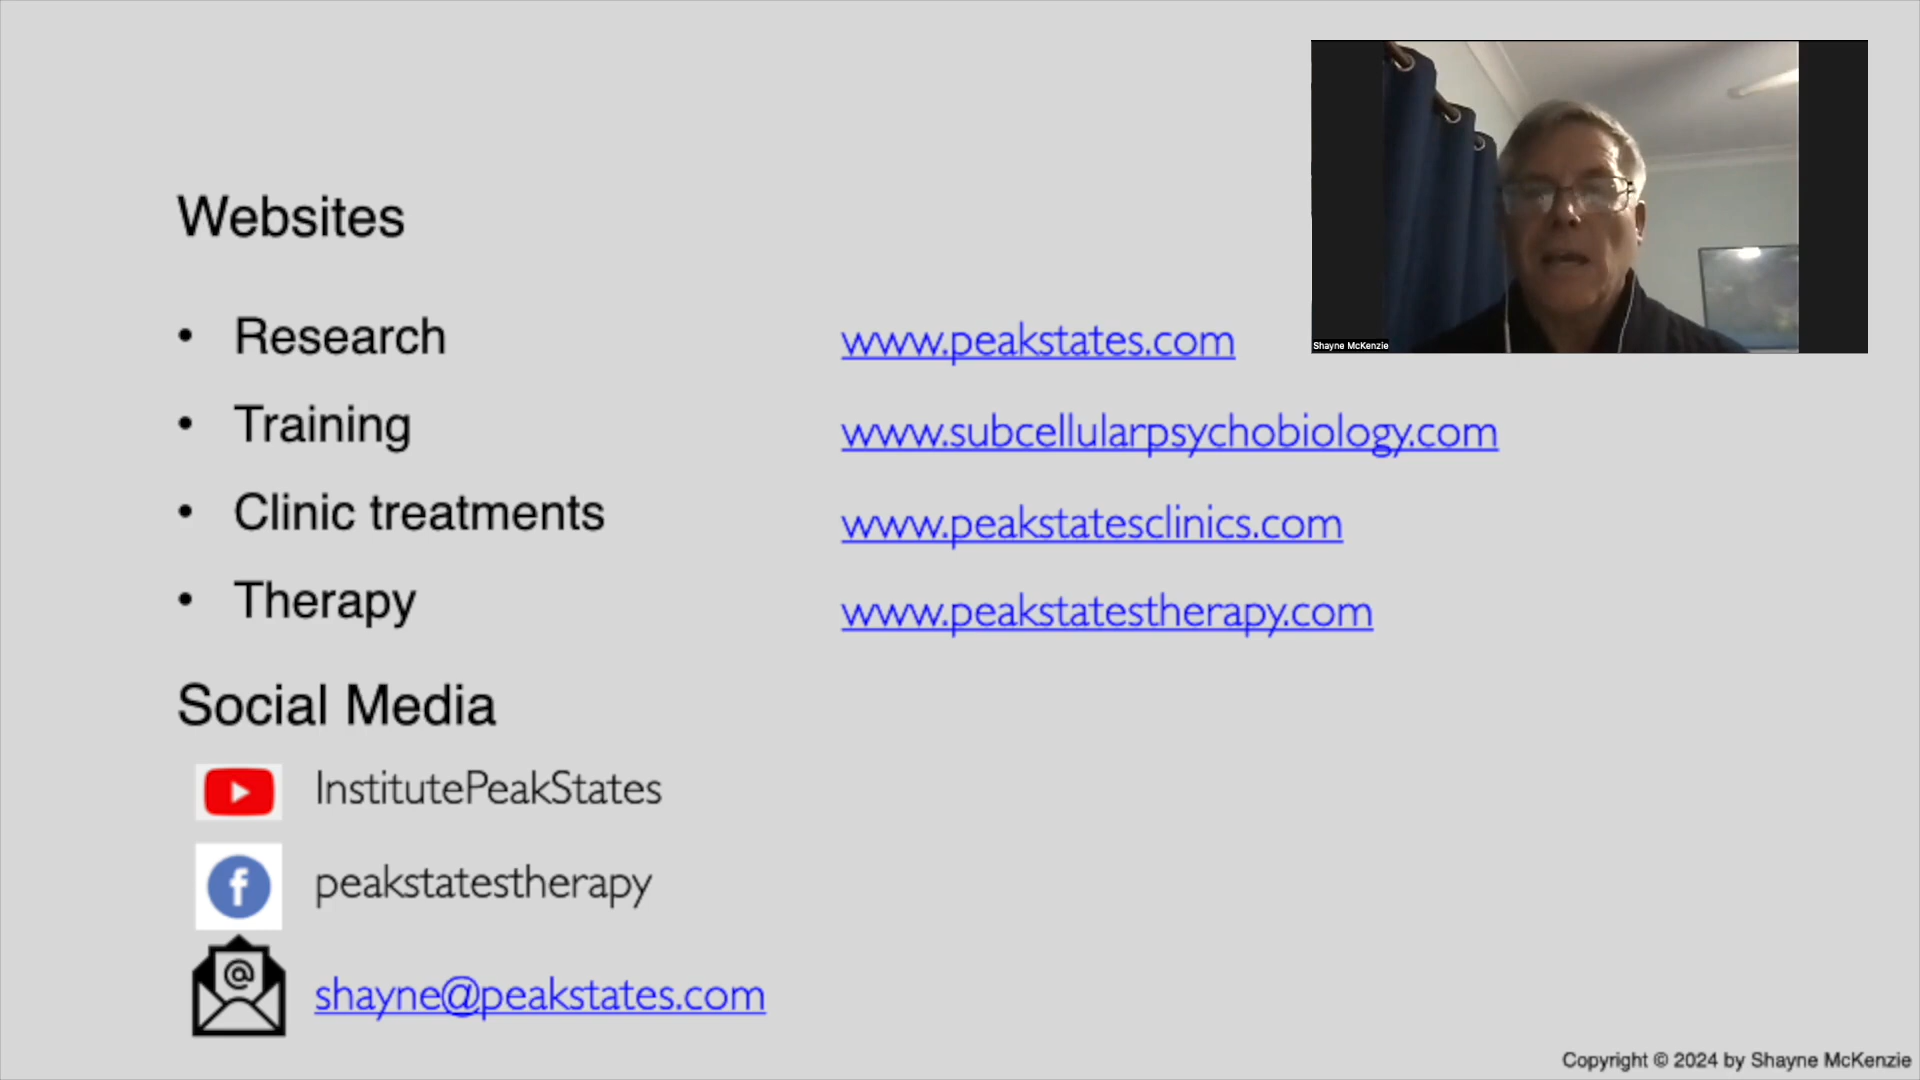 Websites
• Research www.peakstates.com
• Training www.subcellularpsychobiology.com
• Clinic treatments www.peakstatesclinics.com
• Therapy www.peakstatestherapy.com
Social Media
InstitutePeakStates
f peakstatestherapy
@ shayne@peakstates.com
Shayne McKenzie
Copyright © 2024 by Shayne McKenzie